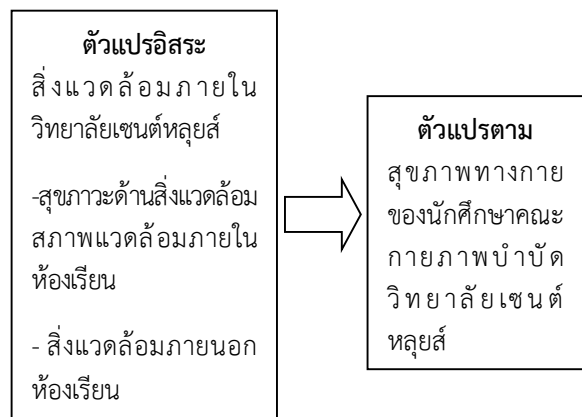 ตัวแปรอิสระ
สิ่งแวดล้อมภายใน
วิทยาลัยเซนต์หลุยส์
-สุขภาวะด้านสิ่งแวดล้อม
สภาพแวดล้อมภายใน
ห้องเรียน
- สิ่งแวดล้อมภายนอก
ห้องเรียน
ตัวแปรตาม
สุขภาพทางกาย
ของนักศึกษาคณะ
กายภาพบำบัด
วิทยาลัยเซนต์
หลุยส์